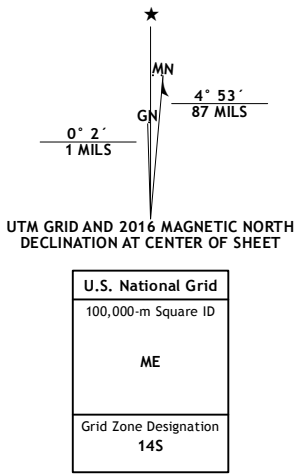 ★
MN
GN
4° 53´
87 MILS
0° 2´
1 MILS
UTM GRID AND 2016 MAGNETIC NORTH
DECLINATION AT CENTER OF SHEET
U.S. National Grid
100,000-m Square ID
ME
Grid Zone Designation
14S